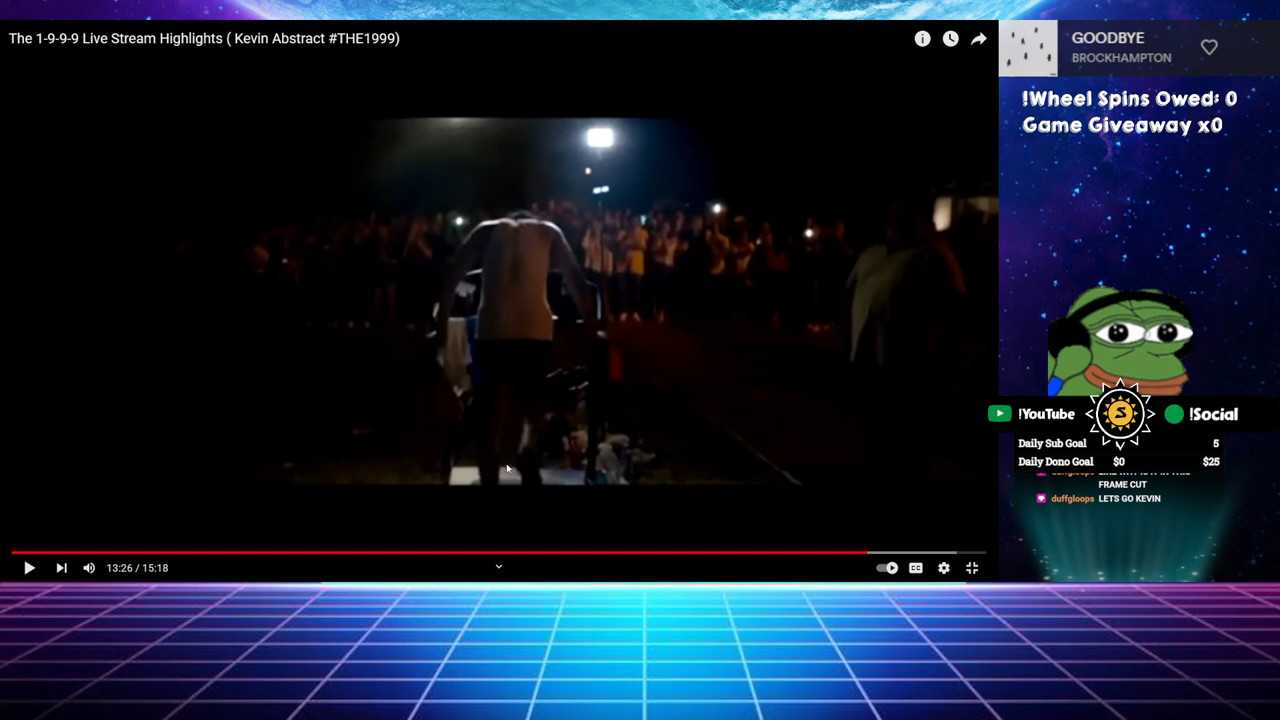 The 1-9-9-9 Live Stream Highlights ( Kevin Abstract #THE1999)
GOODBYE
BROCKHAMPTON
!Wheel Spins Owed: 0
Game Giveaway x0
!YouTube
S
!Social
Daily Sub Goal 5
Daily Dono Goal $0 $25
FRAME CUT
duffgloops LETS GO KEVIN
13:26 / 15:18
CC